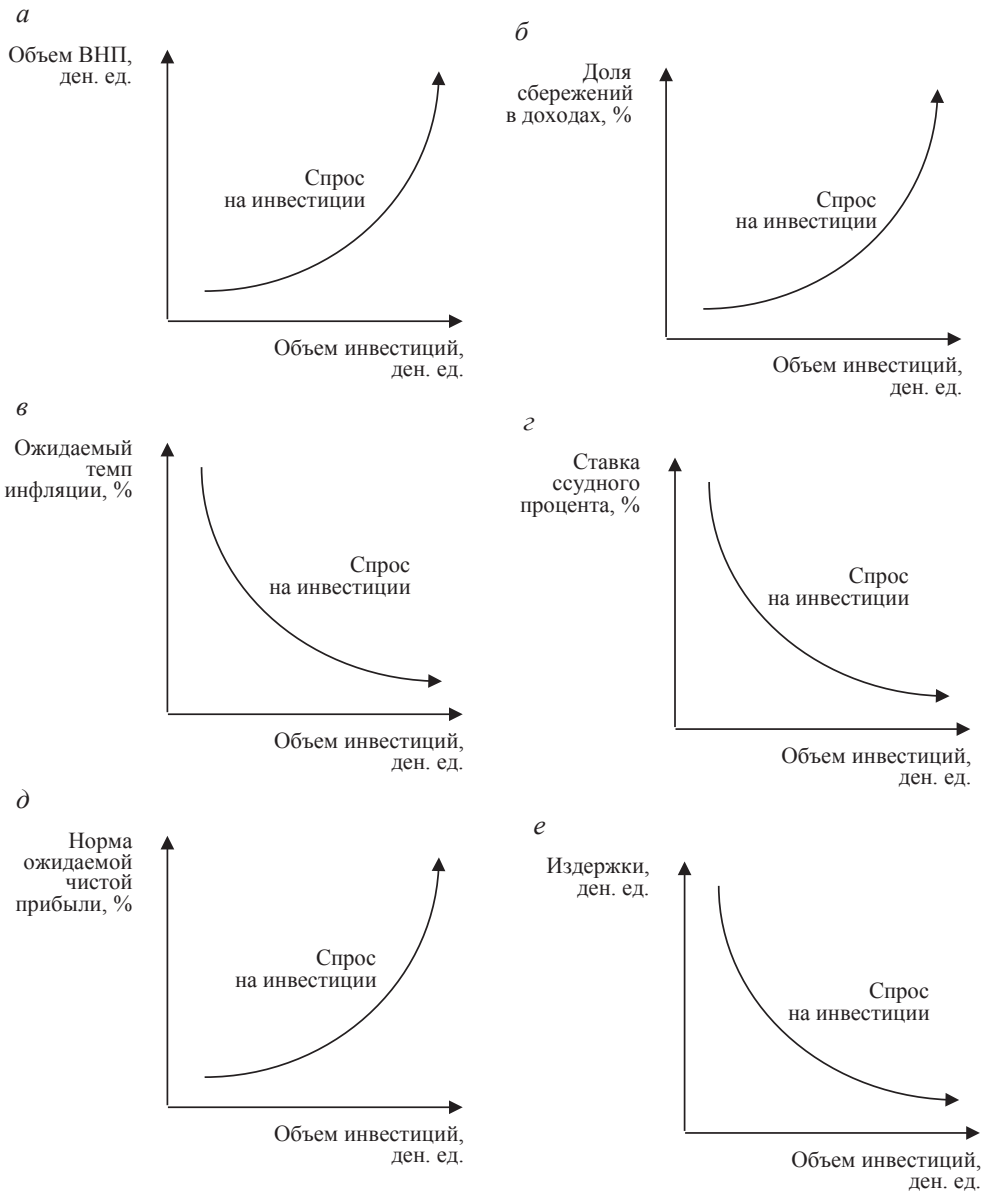 а
Объем ВНП,
ден. ед.
Спрос
на инвестиции
Объем инвестиций,
ден. ед.
б
Доля
сбережений
в доходах, %
Спрос
на инвестиции
Объем инвестиций,
ден. ед.
в
Ожидаемый
темп
инфляции, %
Спрос
на инвестиции
Объем инвестиций,
ден. ед.
г
Ставка
ссудного
процента, %
Спрос
на инвестиции
Объем инвестиций,
ден. ед.
д
Норма
ожидаемой
чистой
прибыли, %
Спрос
на инвестиции
Объем инвестиций,
ден. ед.
е
Издержки,
ден. ед.
Спрос
на инвестиции
Объем инвестиций,
ден. ед.